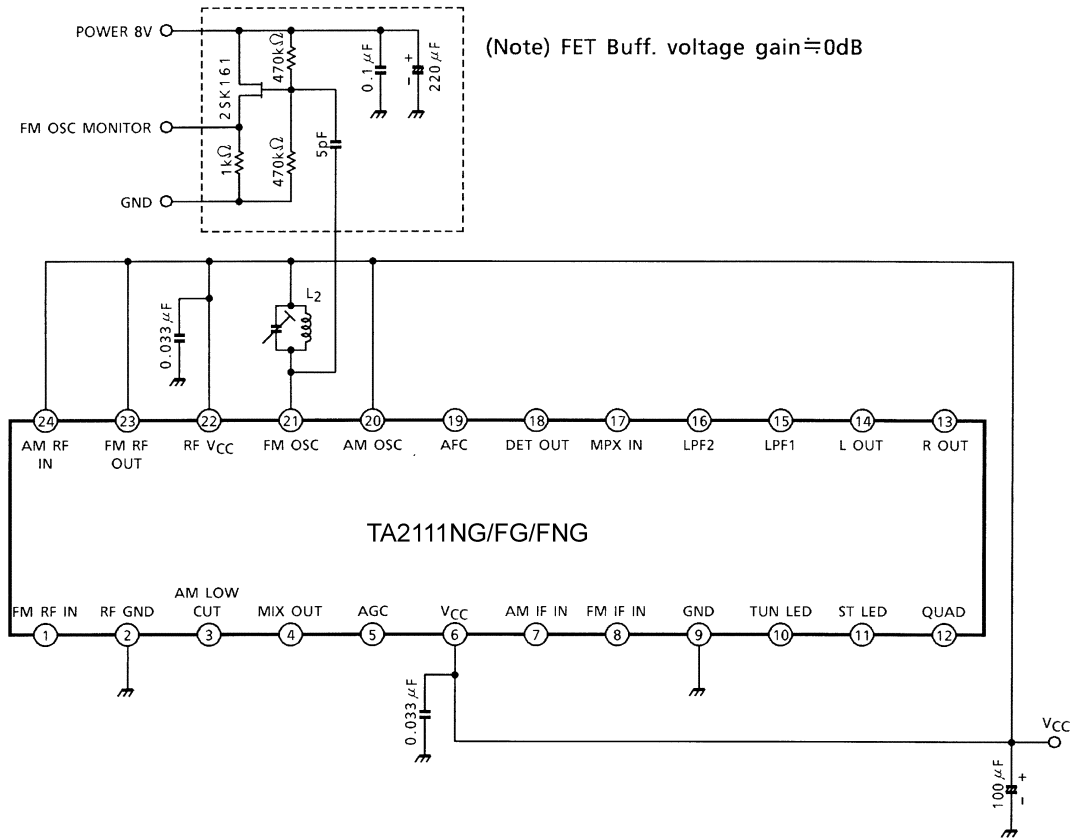 POWER 8V
(Note) FET Buff. voltage gain≒0dB
2SK161
470kΩ
0.1μF
- +
220μF
FM OSC MONITOR
1kΩ
470kΩ
5pF
GND
0.033μF
L2
24 23 22 21 20 19 18 17 16 15 14 13
AM RF IN
FM RF OUT
RF VCC
FM OSC
AM OSC
AFC
DET OUT
MPX IN
LPF2
LPF1
L OUT
R OUT
TA2111NG/FG/FNG
FM RF IN
RF GND
AM LOW CUT
MIX OUT
AGC
VCC
AM IF IN
FM IF IN
GND
TUN LED
ST LED
QUAD
1 2 3 4 5 6 7 8 9 10 11 12
0.033μF
VCC
100μF
+
-